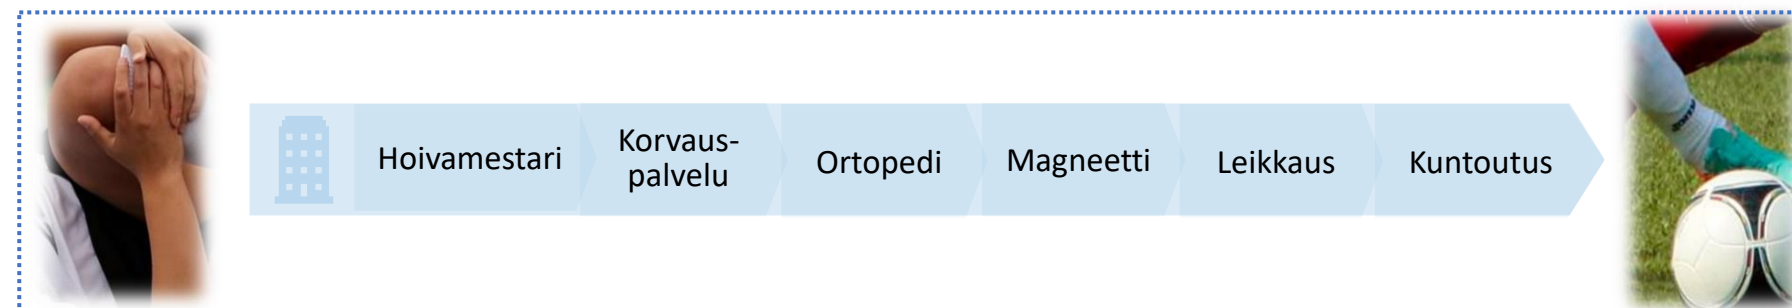 Hoivamestari
Korvaus-
palvelu
Ortopedi
Magneetti
Leikkaus
Kuntoutus